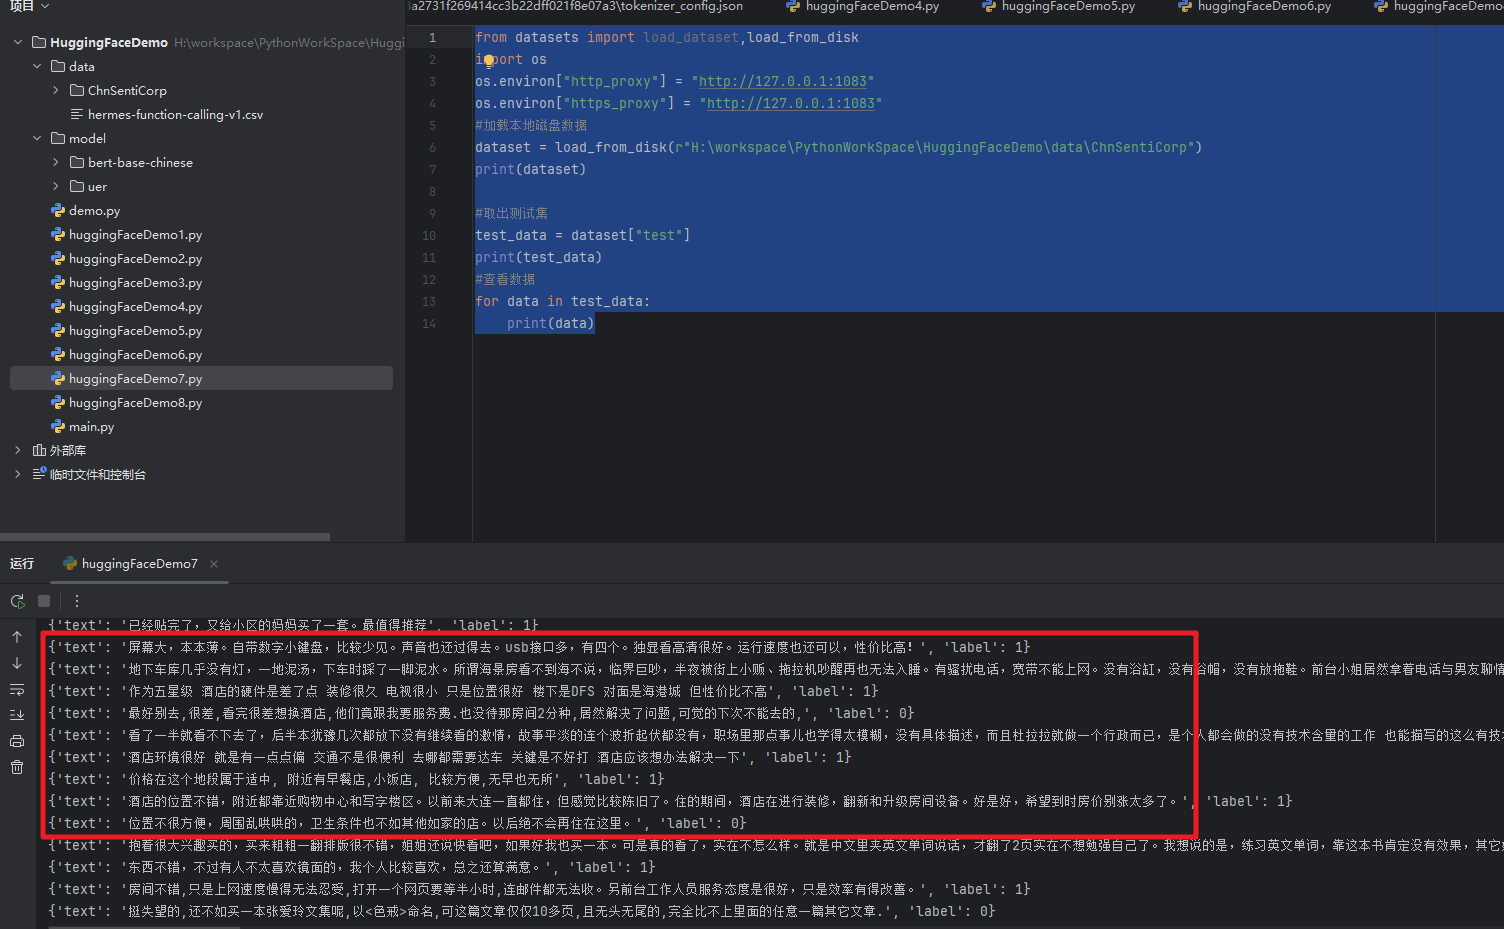 项目
3a2731f269414cc3b22dff021f8e07a3\tokenizer_config.json
huggingFaceDemo4.py
huggingFaceDemo5.py
huggingFaceDemo6.py
huggingFaceDemo
HuggingFaceDemo H:\workspace\PythonWorkSpace\Huggi
data
ChnSentiCorp
hermes-function-calling-v1.csv
model
bert-base-chinese
uer
demo.py
huggingFaceDemo1.py
huggingFaceDemo2.py
huggingFaceDemo3.py
huggingFaceDemo4.py
huggingFaceDemo5.py
huggingFaceDemo6.py
huggingFaceDemo7.py
huggingFaceDemo8.py
main.py
外部库
临时文件和控制台
1 from datasets import load_dataset,load_from_disk
2 import os
3 os.environ["http_proxy"] = "http://127.0.0.1:1083"
4 os.environ["https_proxy"] = "http://127.0.0.1:1083"
5 #加载本地磁盘数据
6 dataset = load_from_disk(r"H:\workspace\PythonWorkSpace\HuggingFaceDemo\data\ChnSentiCorp")
7 print(dataset)
8
9 #取出测试集
10 test_data = dataset["test"]
11 print(test_data)
12 #查看数据
13 for data in test_data:
14 print(data)
运行
huggingFaceDemo7
{'text': '已经贴完了，又给小区的妈妈买了一套。最值得推荐', 'label': 1}
{'text': '屏幕大，本本薄。自带数字小键盘，比较少见。声音也还过得去。usb接口多，有四个。独显看高清很好。运行速度也还可以，性价比高！', 'label': 1}
{'text': '地下车库几乎没有灯，一地泥汤，下车时踩了一脚泥水。所谓海景房看不到海不说，临界巨吵，半夜被街上小贩、拖拉机吵醒再也无法入睡。有骚扰电话，宽带不能上网。没有浴缸，没有浴帽，没有放拖鞋。前台小姐居然拿着电话与男友聊情
{'text': '作为五星级 酒店的硬件是差了点 装修很久 电视很小 只是位置很好 楼下是DFS 对面是海港城 但性价比不高', 'label': 1}
{'text': '最好别去,很差,看完很差想换酒店,他们竟跟我要服务费.也没待那房间2分种,居然解决了问题,可觉的下次不能去的,', 'label': 0}
{'text': '看了一半就看不下去了，后半本犹豫几次都放下没有继续看的激情，故事平淡的连个波折起伏都没有，职场里那点事儿也学得太模糊，没有具体描述，而且杜拉拉就做一个行政而已，是个人都会做的没有技术含量的工作 也能描写的这么有技
{'text': '酒店环境很好 就是有一点点偏 交通不是很便利 去哪都需要达车 关键是不好打 酒店应该想办法解决一下', 'label': 1}
{'text': '价格在这个地段属于适中, 附近有早餐店,小饭店, 比较方便,无早也无所', 'label': 1}
{'text': '酒店的位置不错，附近都靠近购物中心和写字楼区。以前来大连一直都住，但感觉比较陈旧了。住的期间，酒店在进行装修，翻新和升级房间设备。好是好，希望到时房价别涨太多了。', 'label': 1}
{'text': '位置不很方便，周围乱哄哄的，卫生条件也不如其他如家的店。以后绝不会再住在这里。', 'label': 0}
{'text': '抱着很大兴趣买的，买来粗粗一翻排版很不错，姐姐还说快看吧，如果好我也买一本。可是真的看了，实在不怎么样。就是中文里夹英文单词说话，才翻了2页实在不想勉强自己了。我想说的是，练习英文单词，靠这本书肯定没有效果，其它
{'text': '东西不错，不过有人不太喜欢镜面的，我个人比较喜欢，总之还算满意。', 'label': 1}
{'text': '房间不错,只是上网速度慢得无法忍受,打开一个网页要等半小时,连邮件都无法收。另前台工作人员服务态度是很好，只是效率有得改善。', 'label': 1}
{'text': '挺失望的,还不如买一本张爱玲文集呢,以<色戒>命名,可这篇文章仅仅10多页,且无头无尾的,完全比不上里面的任意一篇其它文章.', 'label': 0}